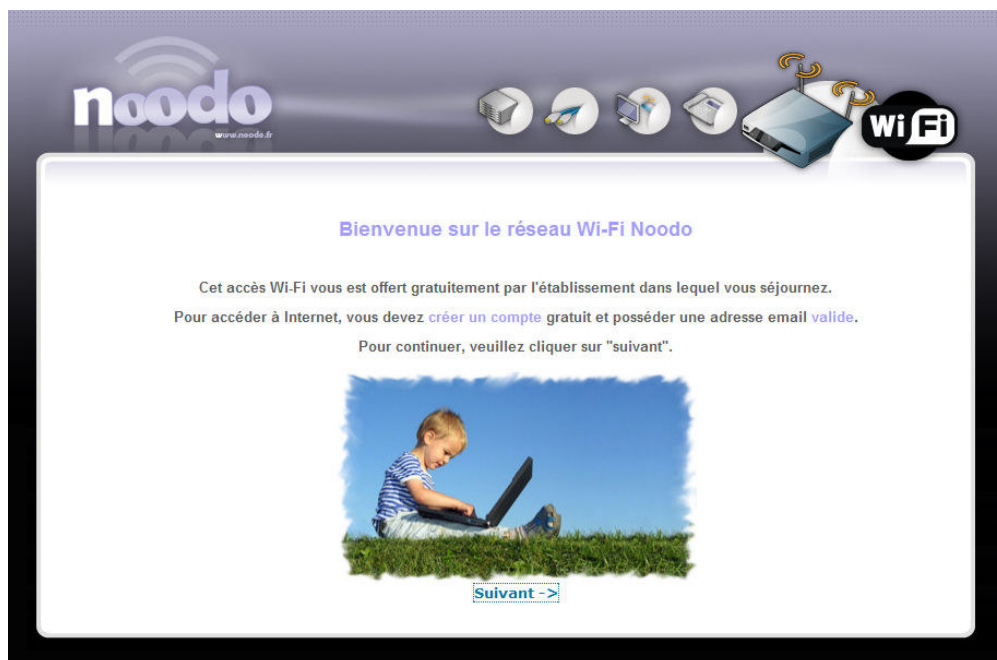 noodo
www.noodo.fr
Wi Fi
Bienvenue sur le réseau Wi-Fi Noodo
Cet accès Wi-Fi vous est offert gratuitement par l'établissement dans lequel vous séjournez.
Pour accéder à Internet, vous devez créer un compte gratuit et posséder une adresse email valide.
Pour continuer, veuillez cliquer sur "suivant".
Suivant ->